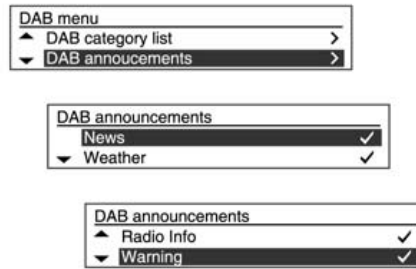 DAB menu
DAB category list
DAB annoucements
DAB announcements
News
Weather
DAB announcements
Radio Info
Warning